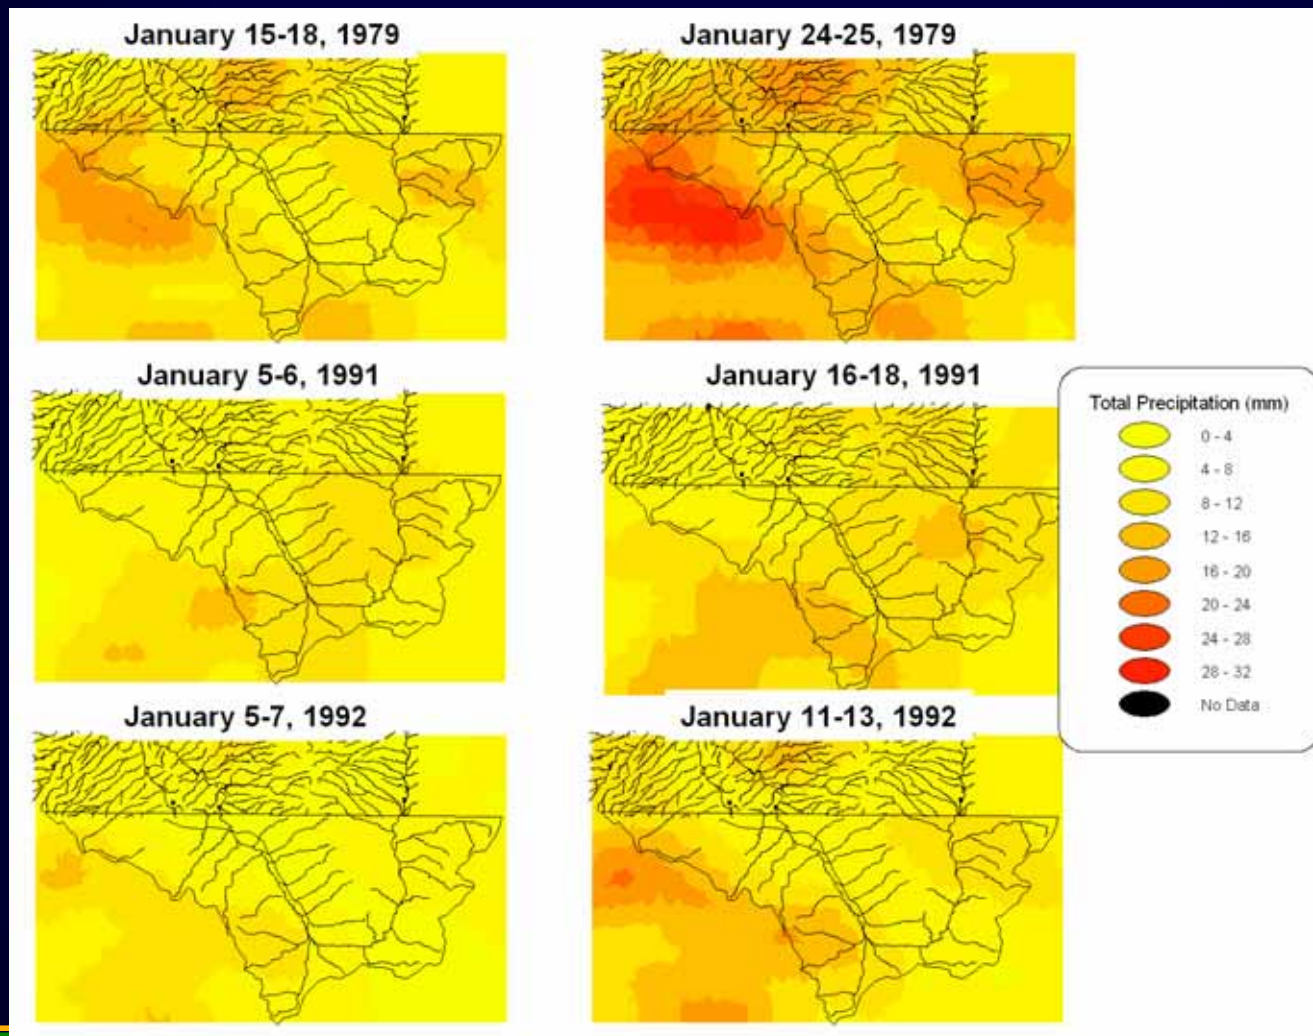 January 15-18, 1979
January 24-25, 1979
January 5-6, 1991
January 16-18, 1991
Total Precipitation (mm)
0 - 4
4 - 8
8 - 12
12 - 16
16 - 20
20 - 24
24 - 28
28 - 32
No Data
January 5-7, 1992
January 11-13, 1992